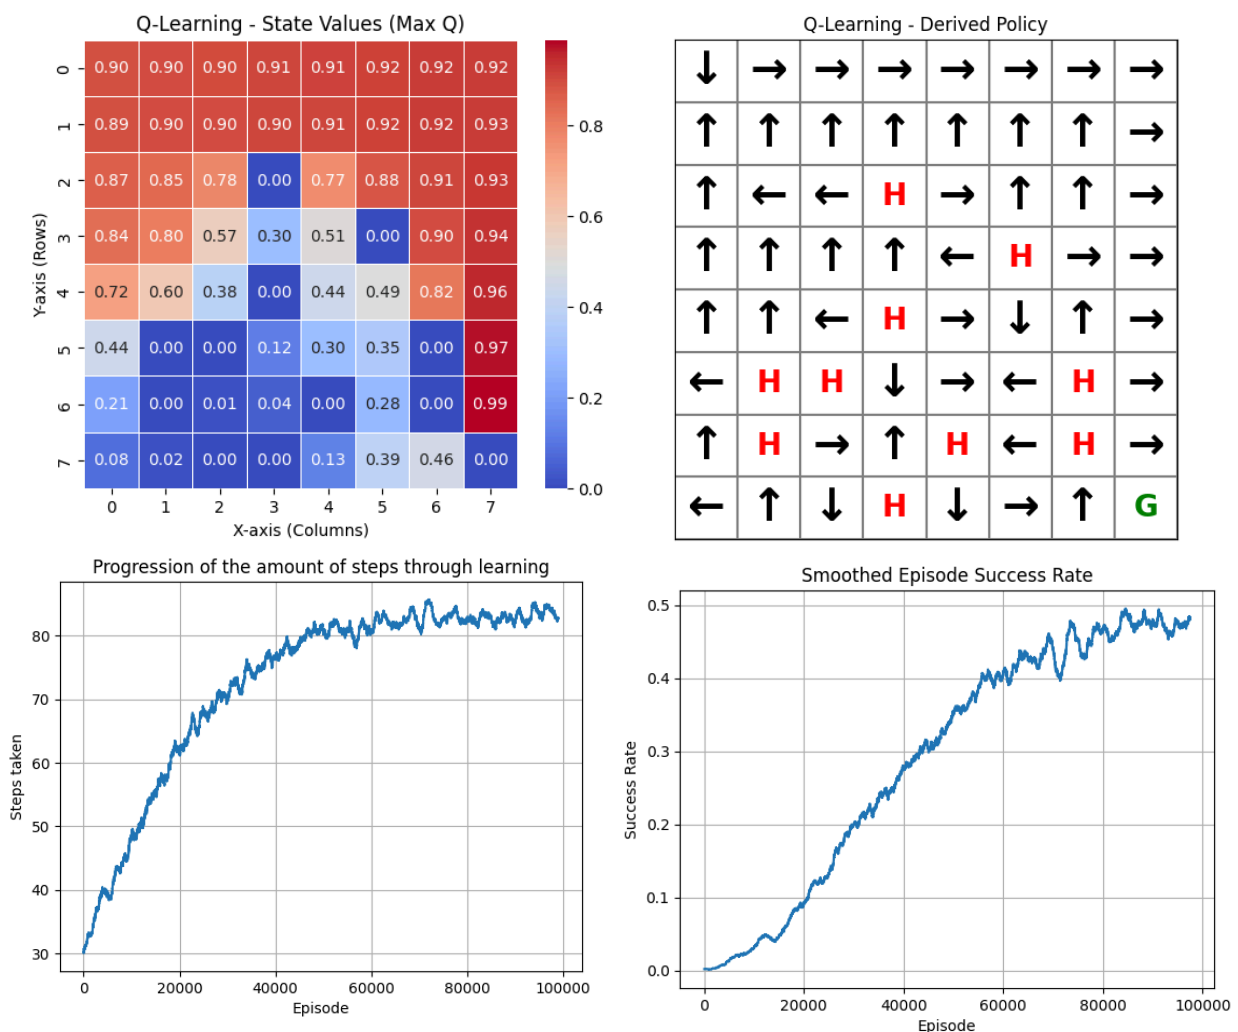 Q-Learning - State Values (Max Q)
0 0.90 0.90 0.90 0.91 0.91 0.92 0.92 0.92
1 0.89 0.90 0.90 0.90 0.91 0.92 0.92 0.93
2 0.87 0.85 0.78 0.00 0.77 0.88 0.91 0.93
3 0.84 0.80 0.57 0.30 0.51 0.00 0.90 0.94
4 0.72 0.60 0.38 0.00 0.44 0.49 0.82 0.96
5 0.44 0.00 0.00 0.12 0.30 0.35 0.00 0.97
6 0.21 0.00 0.01 0.04 0.00 0.28 0.00 0.99
7 0.08 0.02 0.00 0.00 0.13 0.39 0.46 0.00
0 1 2 3 4 5 6 7
X-axis (Columns)
Y-axis (Rows)
0.8
0.6
0.4
0.2
0.0
Q-Learning - Derived Policy
↓ → → → → → → →
↑ ↑ ↑ ↑ ↑ ↑ ↑ →
↑ ← ← H → ↑ ↑ →
↑ ↑ ↑ ↑ ← H → →
↑ ↑ ← H → ↓ ↑ →
← H H ↓ → ← H →
↑ H → ↑ H ← H →
← ↑ ↓ H ↓ → ↑ G
Progression of the amount of steps through learning
80
70
60
50
40
30
Steps taken
0 20000 40000 60000 80000 100000
Episode
Smoothed Episode Success Rate
0.5
0.4
0.3
0.2
0.1
0.0
Success Rate
0 20000 40000 60000 80000 100000
Episode